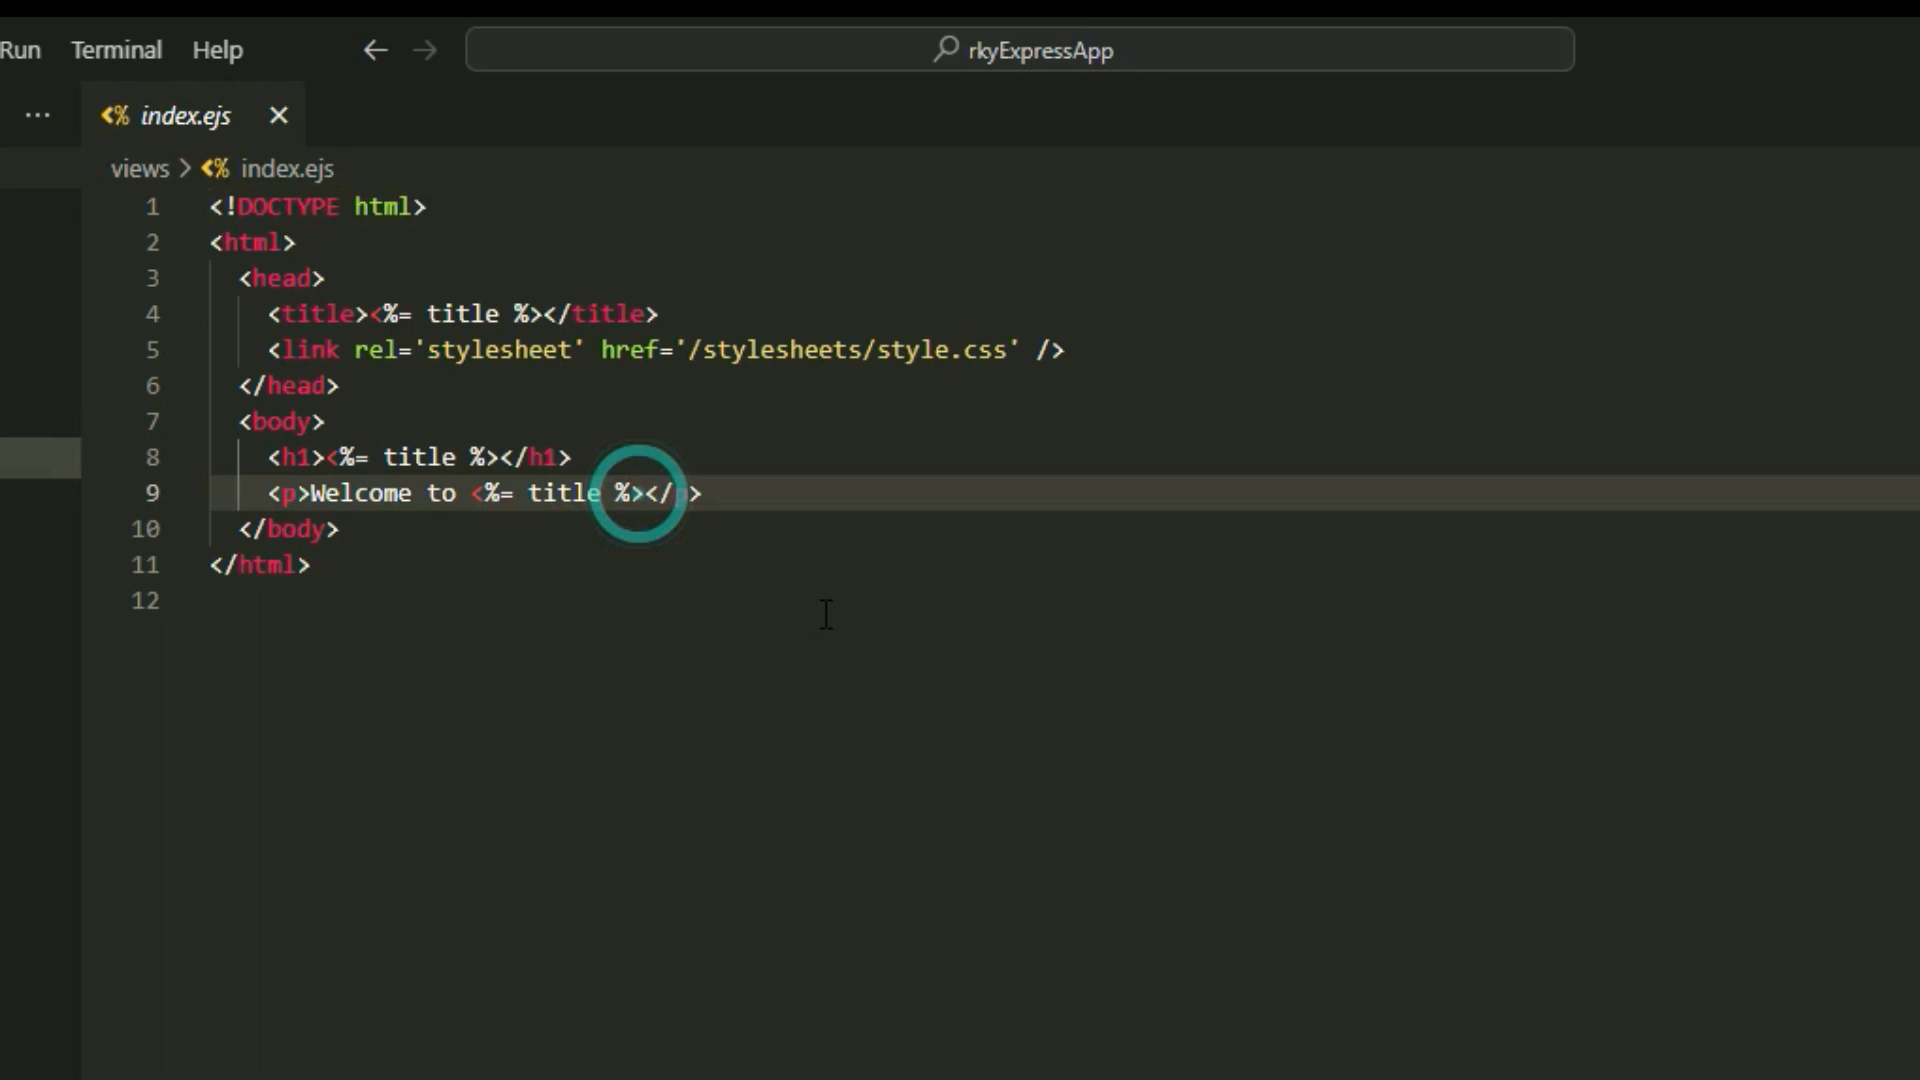 Run Terminal Help rkyExpressApp
... <% index.ejs
views > <% index.ejs
1 <!DOCTYPE html>
2 <html>
3 <head>
4 <title><%= title %></title>
5 <link rel='stylesheet' href='/stylesheets/style.css' />
6 </head>
7 <body>
8 <h1><%= title %></h1>
9 <p>Welcome to <%= title %></p>
10 </body>
11 </html>
12